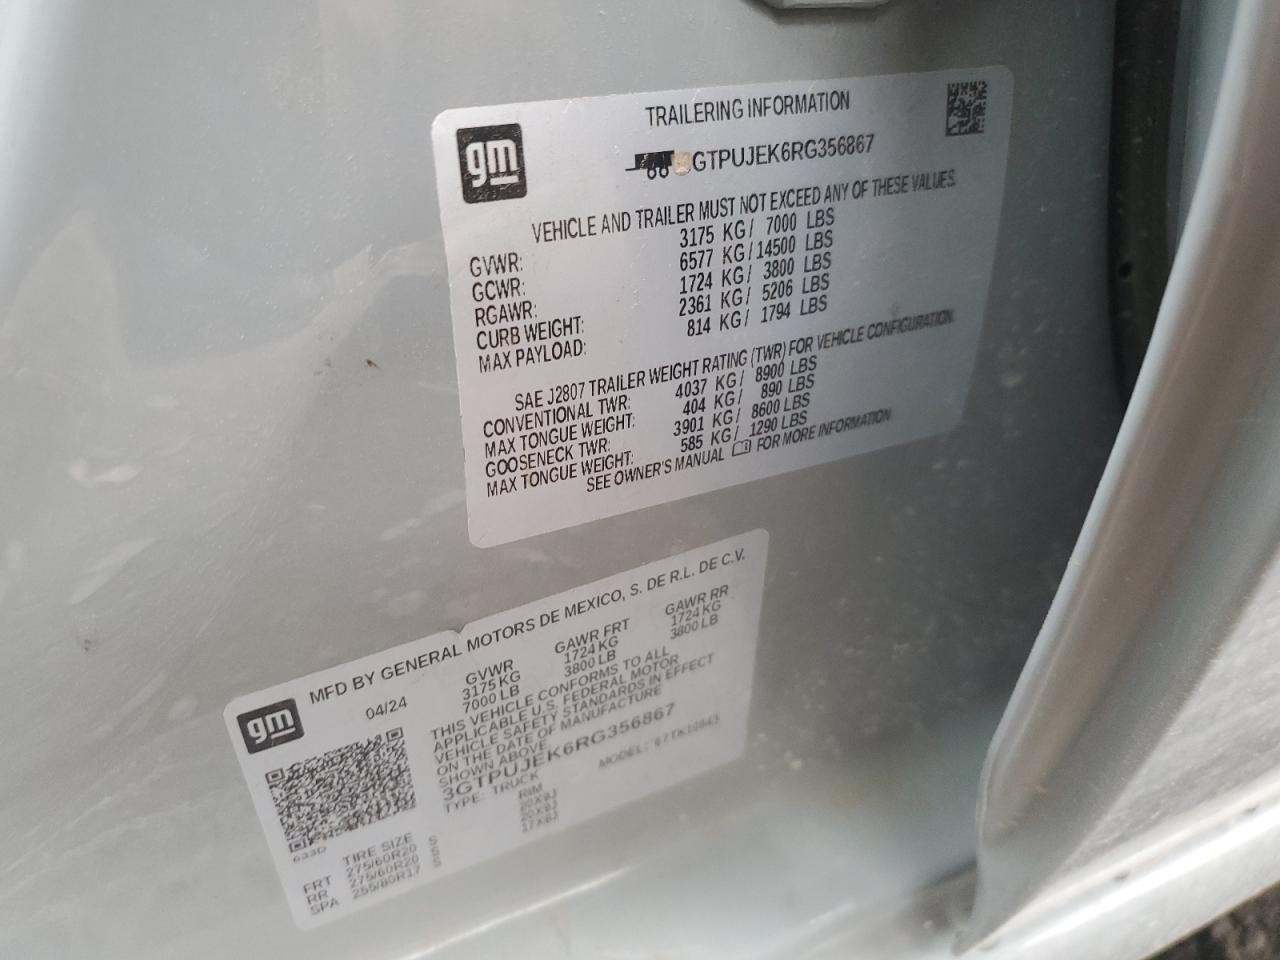 TRAILERING INFORMATION
gm
GTPUJEK6RG356867
VEHICLE AND TRAILER MUST NOT EXCEED ANY OF THESE VALUES.
GVWR: 3175 KG/ 7000 LBS
GCWR: 6577 KG/14500 LBS
RGAWR: 1724 KG/ 3800 LBS
CURB WEIGHT: 2361 KG/ 5206 LBS
MAX PAYLOAD: 814 KG/ 1794 LBS
SAE J2807 TRAILER WEIGHT RATING (TWR) FOR VEHICLE CONFIGURATION
CONVENTIONAL TWR: 4037 KG/ 8900 LBS
MAX TONGUE WEIGHT: 404 KG/ 890 LBS
GOOSENECK TWR: 3901 KG/ 8600 LBS
MAX TONGUE WEIGHT: 585 KG/ 1290 LBS
SEE OWNER'S MANUAL FOR MORE INFORMATION
gm
MFD BY GENERAL MOTORS DE MEXICO, S. DE R.L. DE C.V.
04/24 GVWR GAWR FRT GAWR RR
3175 KG 1724 KG 1724 KG
7000 LB 3800 LB 3800 LB
THIS VEHICLE CONFORMS TO ALL
APPLICABLE U.S. FEDERAL MOTOR
VEHICLE SAFETY STANDARDS IN EFFECT
ON THE DATE OF MANUFACTURE
SHOWN ABOVE.
3GTPUJEK6RG356867
TYPE: TRUCK MODEL:
633D
TIRE SIZE RIM
FRT 275/60R20 S 20X9J
RR 275/60R20 S 20X9J
SPA 255/80R17 S 17X8J